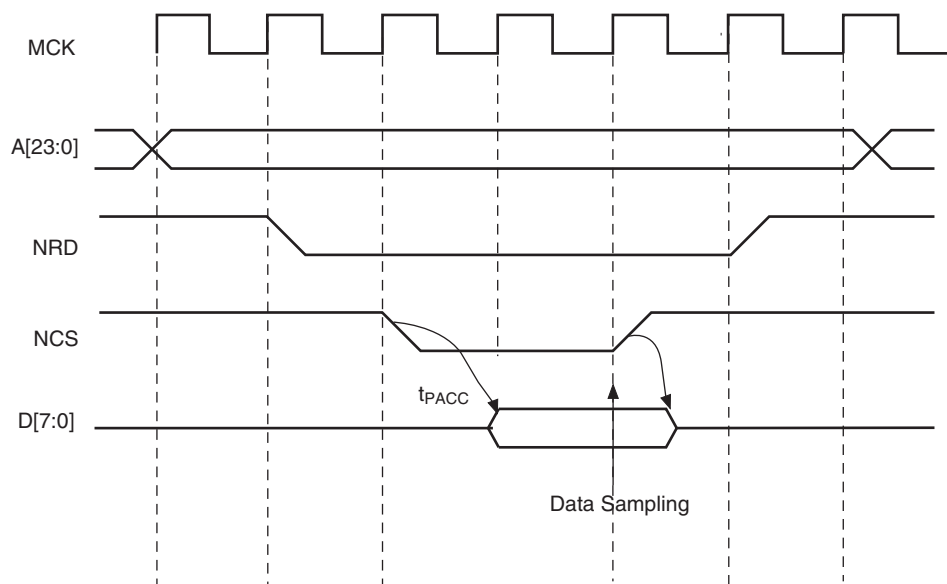 MCK
A[23:0]
NRD
NCS
tPACC
D[7:0]
Data Sampling